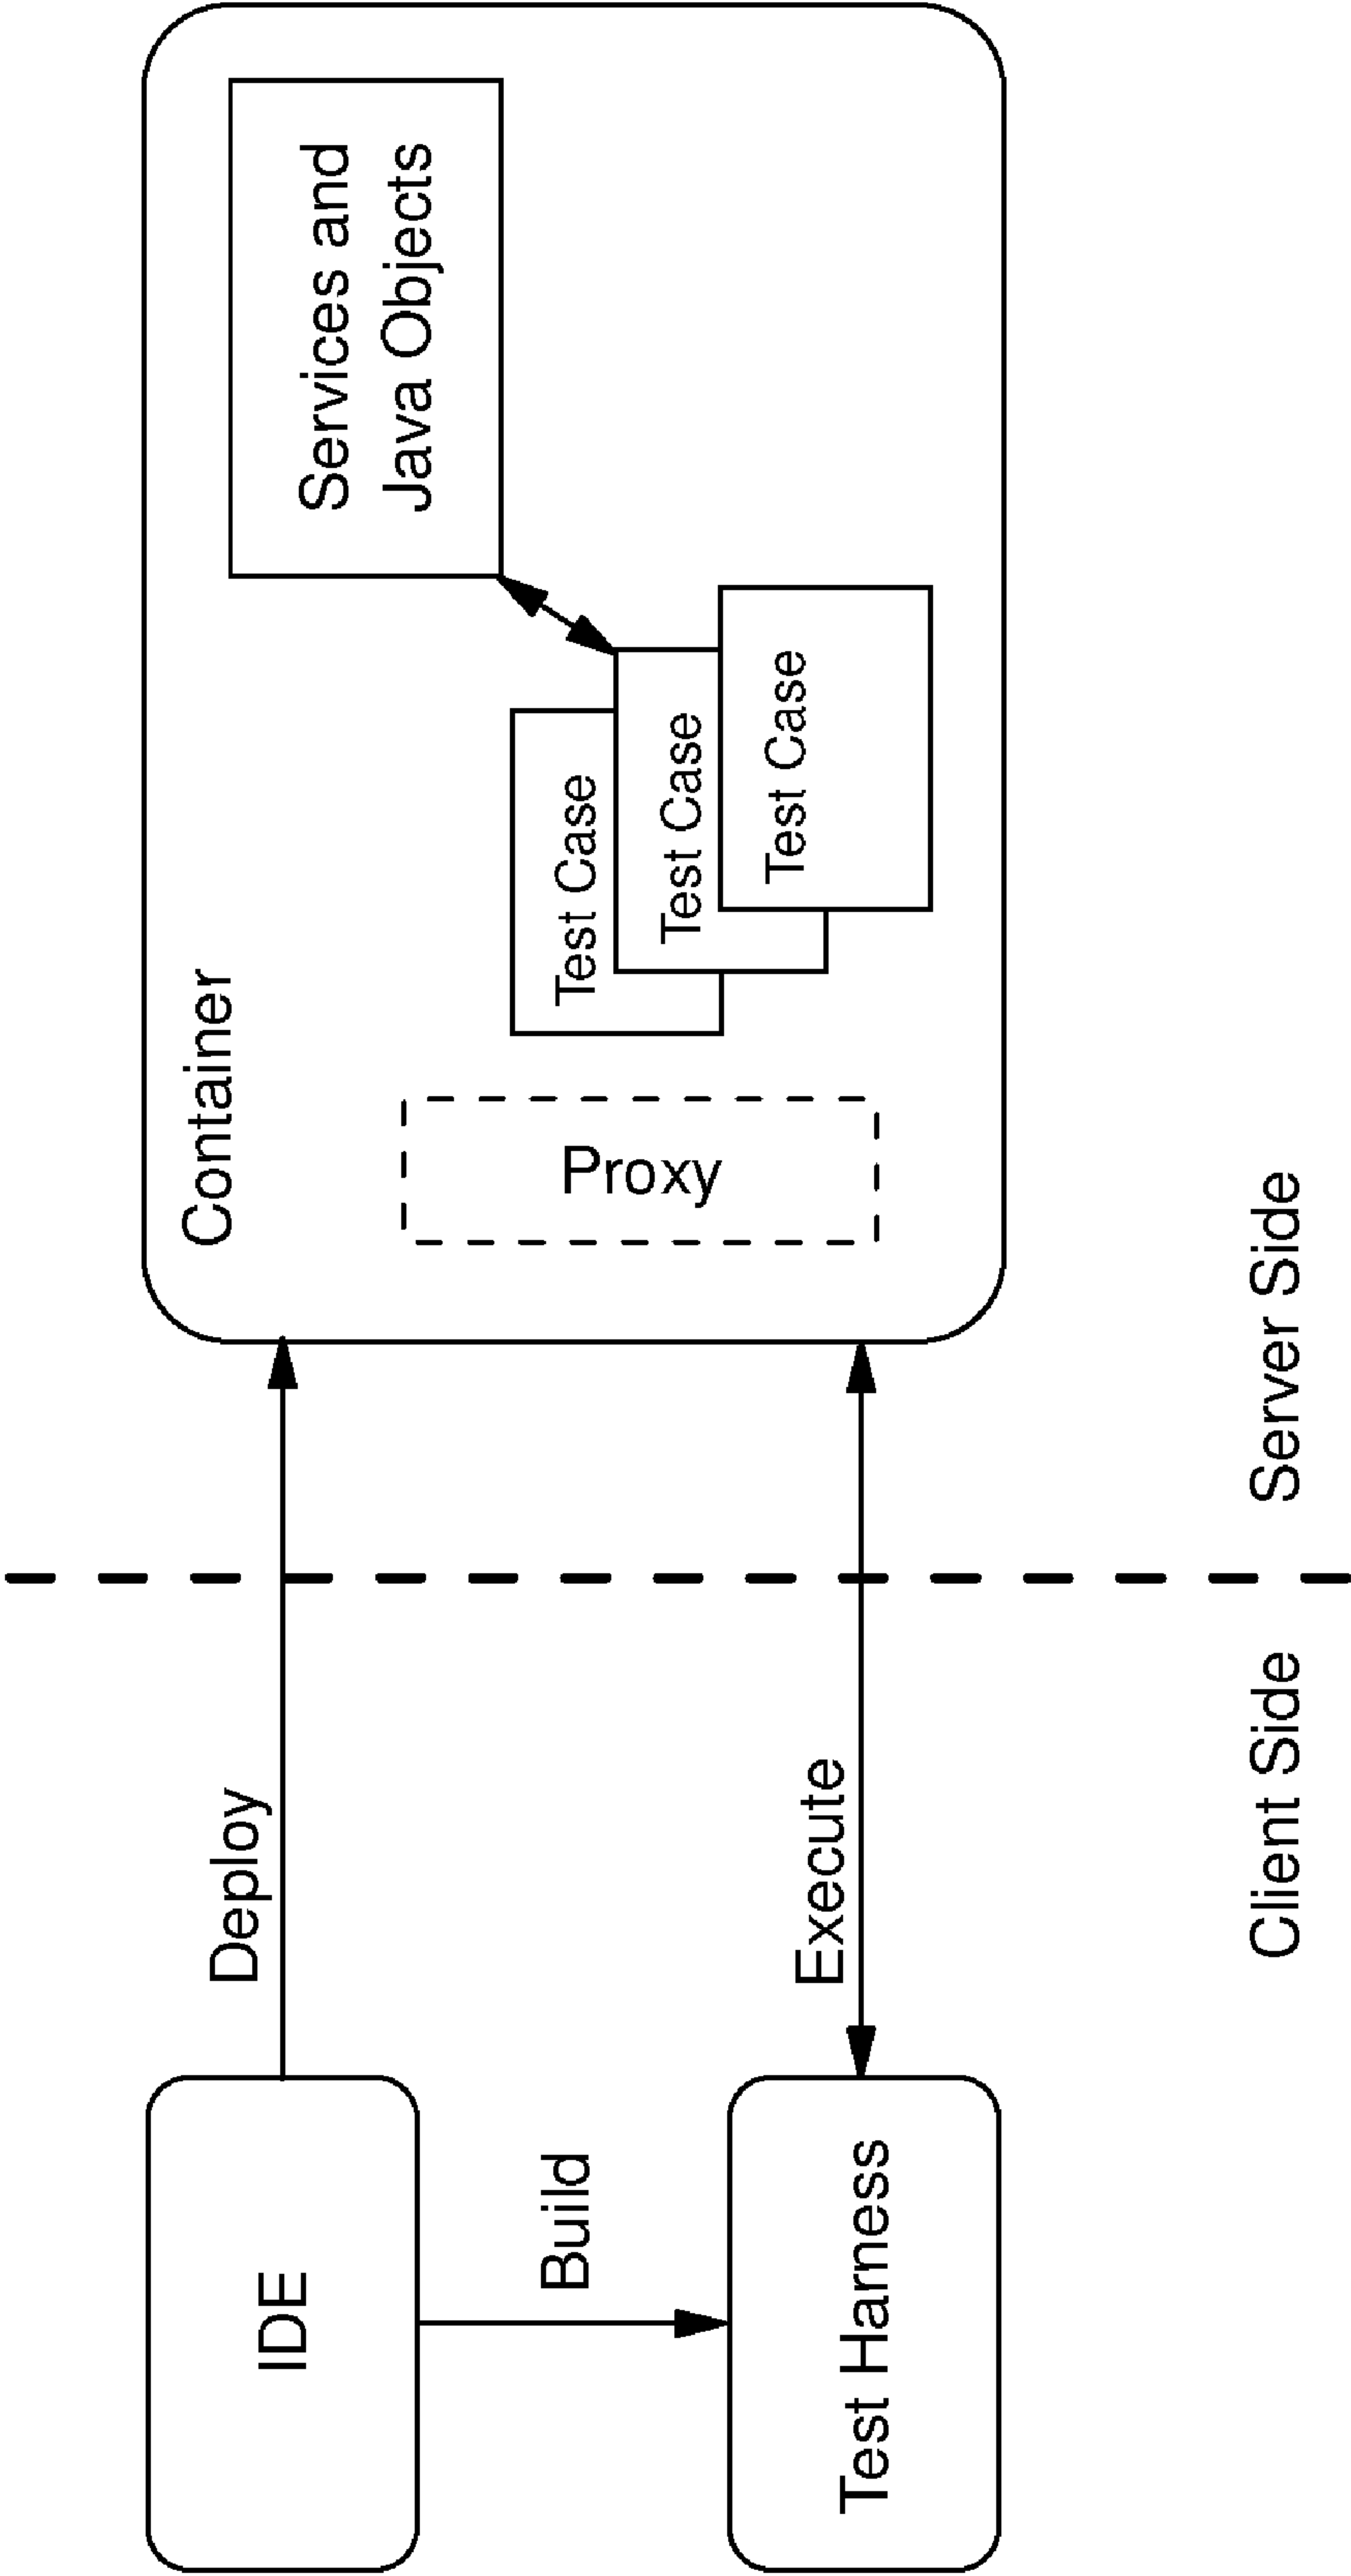 IDE
Deploy
Build
Test Harness
Execute
Container
Proxy
Test Case
Test Case
Test Case
Services and
Java Objects
Client Side
Server Side